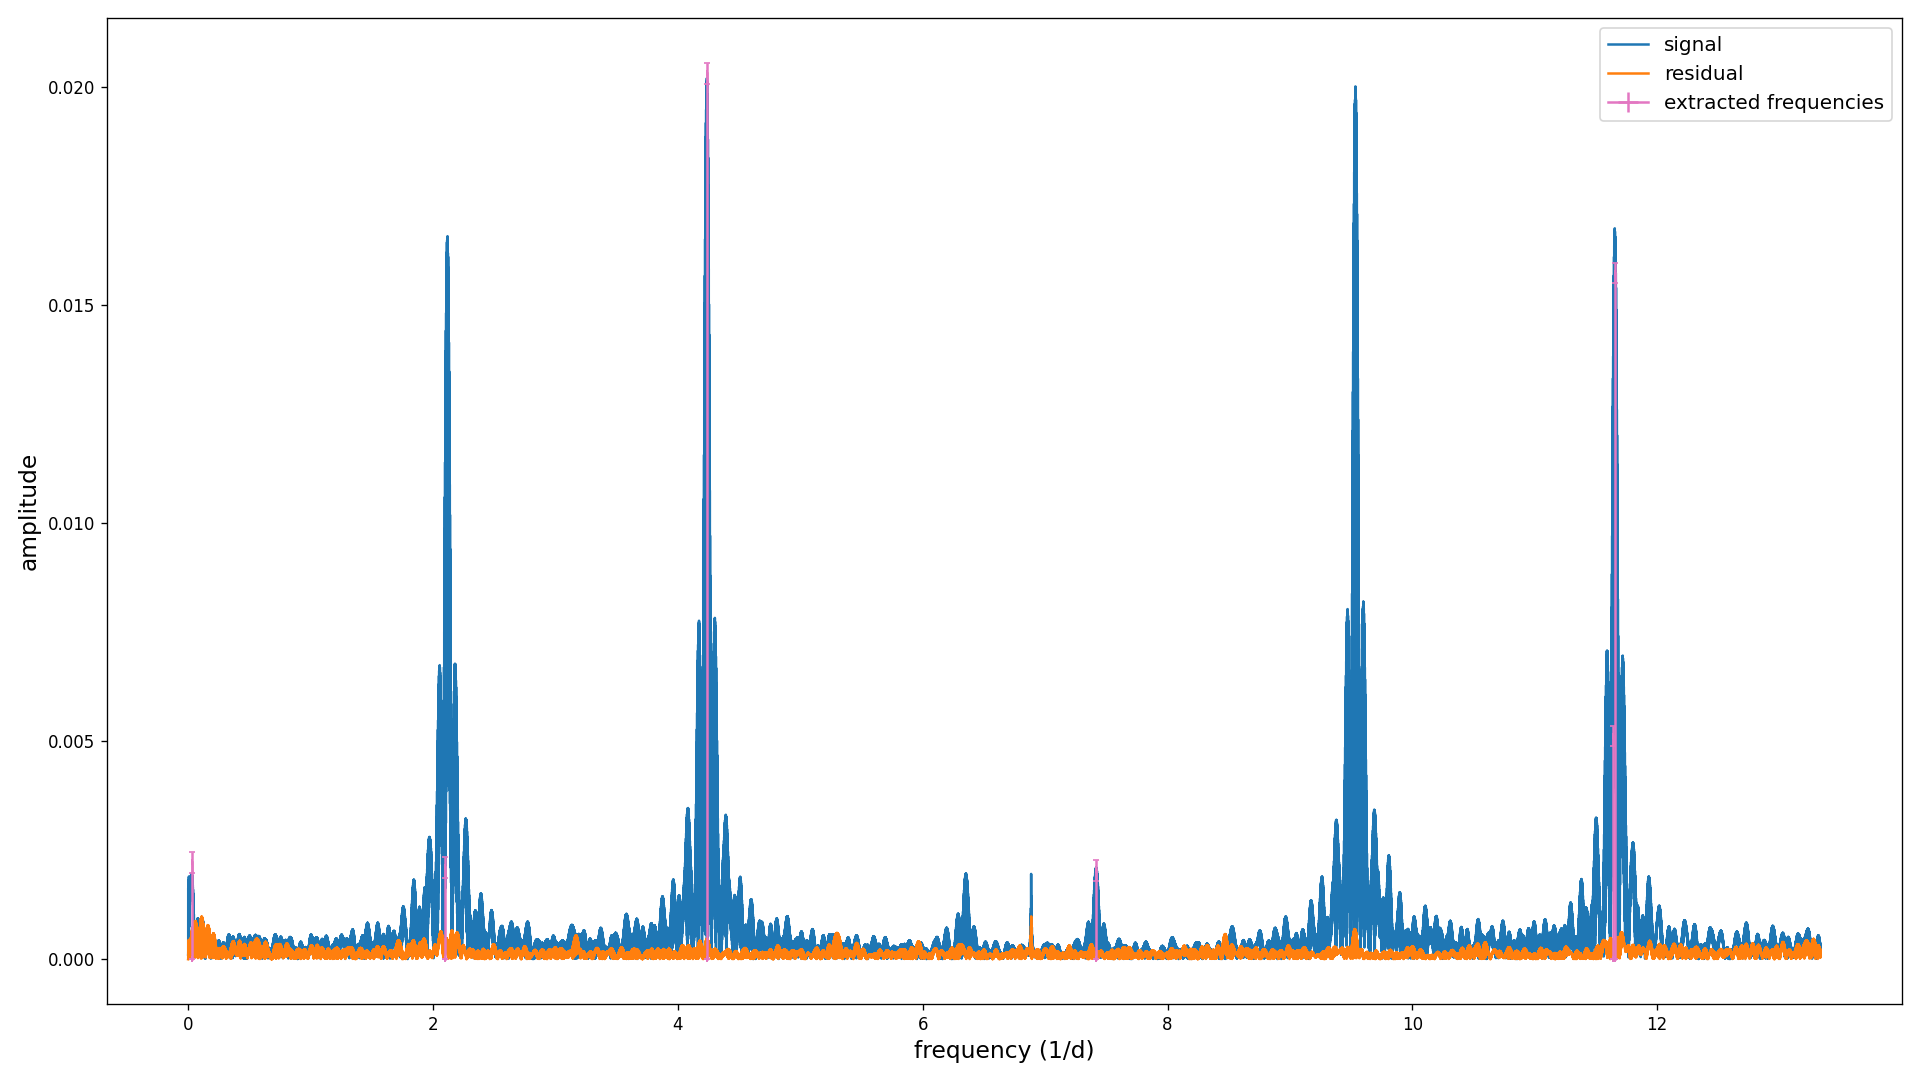 signal
residual
extracted frequencies
0.020
0.015
0.010
0.005
0.000
amplitude
0 2 4 6 8 10 12
frequency (1/d)